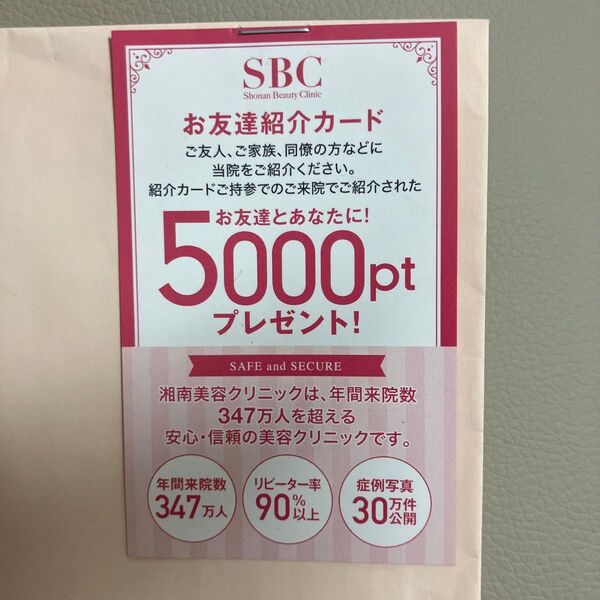 SBC
Shonan Beauty Clinic
お友達紹介カード
ご友人、ご家族、同僚の方などに
当院をご紹介ください。
紹介カードご持参でのご来院でご紹介された
お友達とあなたに!
5000pt
プレゼント!
SAFE and SECURE
湘南美容クリニックは、年間来院数
347万人を超える
安心・信頼の美容クリニックです。
年間来院数
347万人
リピーター率
90%以上
症例写真
30万件公開